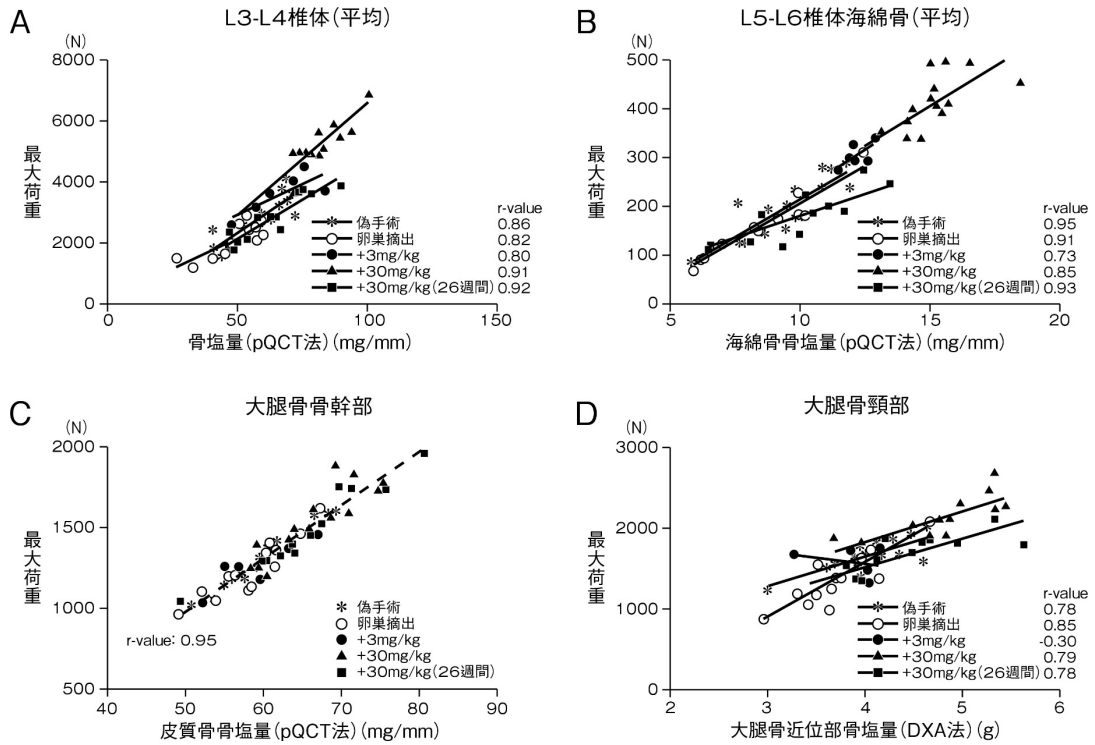 A
L3-L4椎体(平均)
(N)
8000
6000
4000
2000
0
最大荷重
0
50
100
150
骨塩量(pQCT法)(mg/mm)
r-value
偽手術 0.86
卵巣摘出 0.82
+3mg/kg 0.80
+30mg/kg 0.91
+30mg/kg(26週間) 0.92
B
L5-L6椎体海綿骨(平均)
(N)
500
400
300
200
100
0
最大荷重
5
10
15
20
海綿骨骨塩量(pQCT法)(mg/mm)
r-value
偽手術 0.95
卵巣摘出 0.91
+3mg/kg 0.73
+30mg/kg 0.85
+30mg/kg(26週間) 0.93
C
大腿骨骨幹部
(N)
2000
1500
1000
500
最大荷重
40
50
60
70
80
90
皮質骨骨塩量(pQCT法)(mg/mm)
r-value: 0.95
偽手術
卵巣摘出
+3mg/kg
+30mg/kg
+30mg/kg(26週間)
D
大腿骨頸部
(N)
3000
2000
1000
0
最大荷重
2
3
4
5
6
大腿骨近位部骨塩量(DXA法)(g)
r-value
偽手術 0.78
卵巣摘出 0.85
+3mg/kg -0.30
+30mg/kg 0.79
+30mg/kg(26週間) 0.78